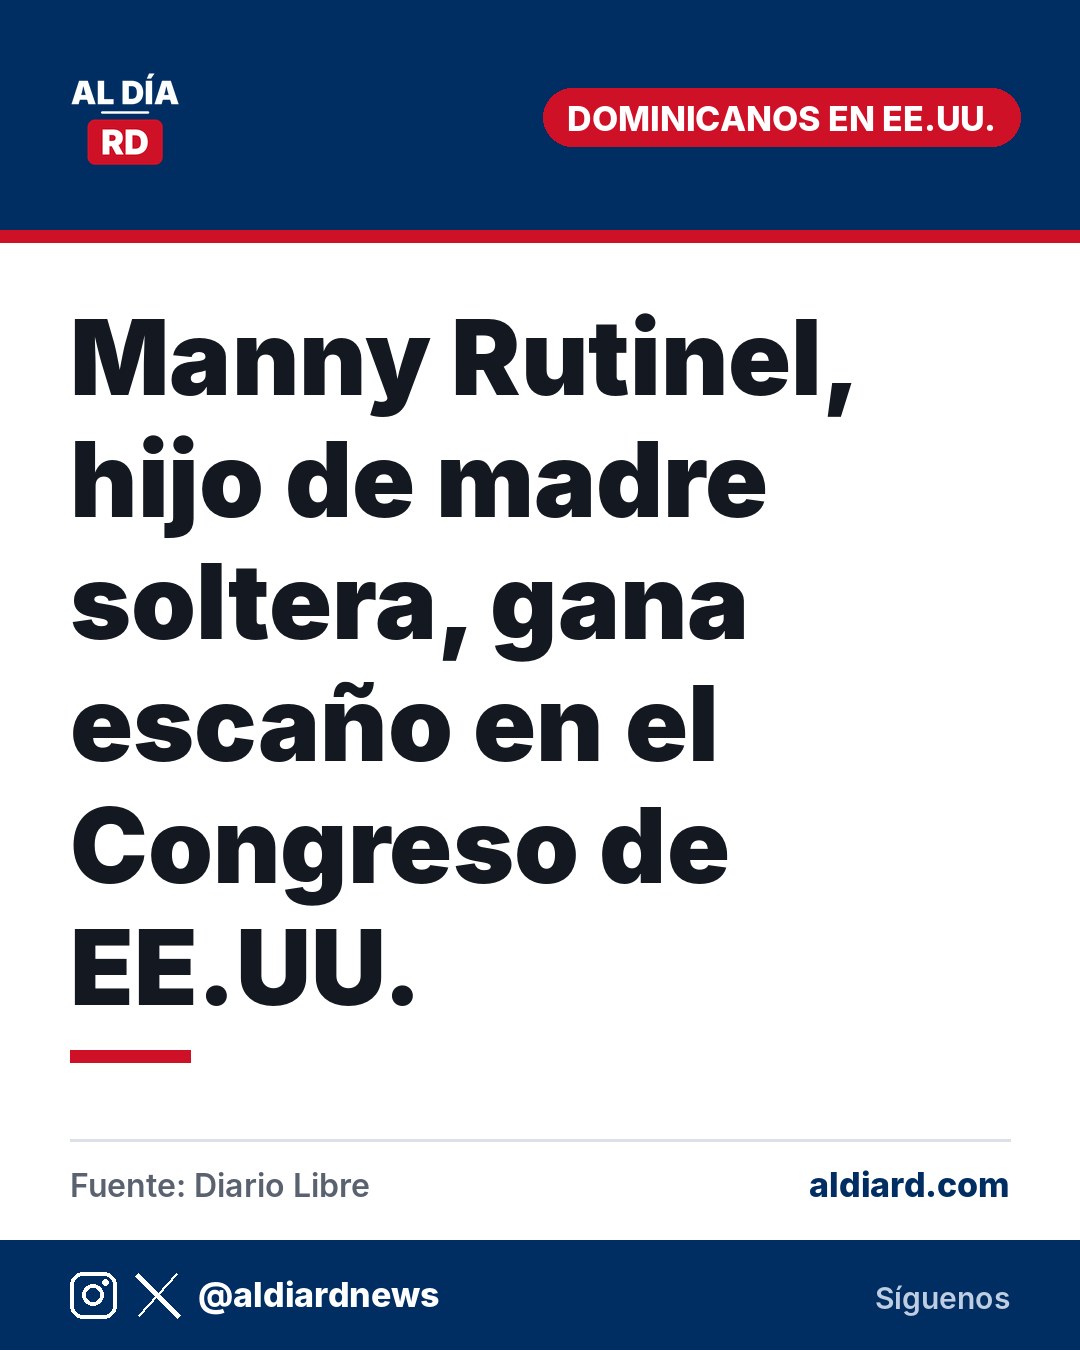 AL DÍA
RD
DOMINICANOS EN EE.UU.
Manny Rutinel,
hijo de madre
soltera, gana
escaño en el
Congreso de
EE.UU.
Fuente: Diario Libre
aldiard.com
@aldiardnews
Síguenos